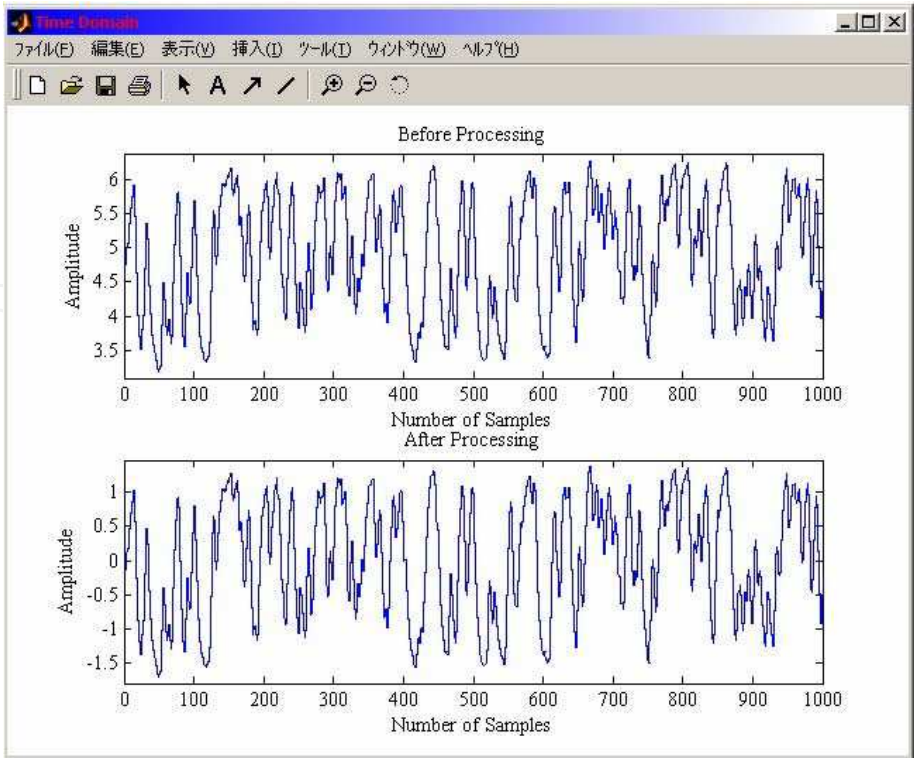 Time Domain
ファイル(F) 編集(E) 表示(V) 挿入(I) ツール(T) ウィンドウ(W) ヘルプ(H)
A
Before Processing
Amplitude
6
5.5
5
4.5
4
3.5
0 100 200 300 400 500 600 700 800 900 1000
Number of Samples
After Processing
Amplitude
1
0.5
0
-0.5
-1
-1.5
0 100 200 300 400 500 600 700 800 900 1000
Number of Samples